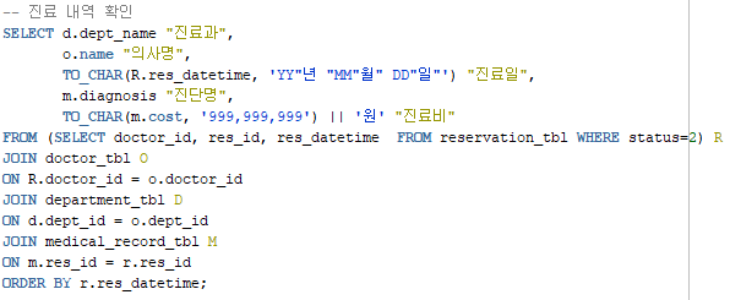 -- 진료 내역 확인
SELECT d.dept_name "진료과",
o.name "의사명",
TO_CHAR(R.res_datetime, 'YY"년 "MM"월" DD"일"') "진료일",
m.diagnosis "진단명",
TO_CHAR(m.cost, '999,999,999') || '원' "진료비"
FROM (SELECT doctor_id, res_id, res_datetime  FROM reservation_tbl WHERE status=2) R
JOIN doctor_tbl O
ON R.doctor_id = o.doctor_id
JOIN department_tbl D
ON d.dept_id = o.dept_id
JOIN medical_record_tbl M
ON m.res_id = r.res_id
ORDER BY r.res_datetime;